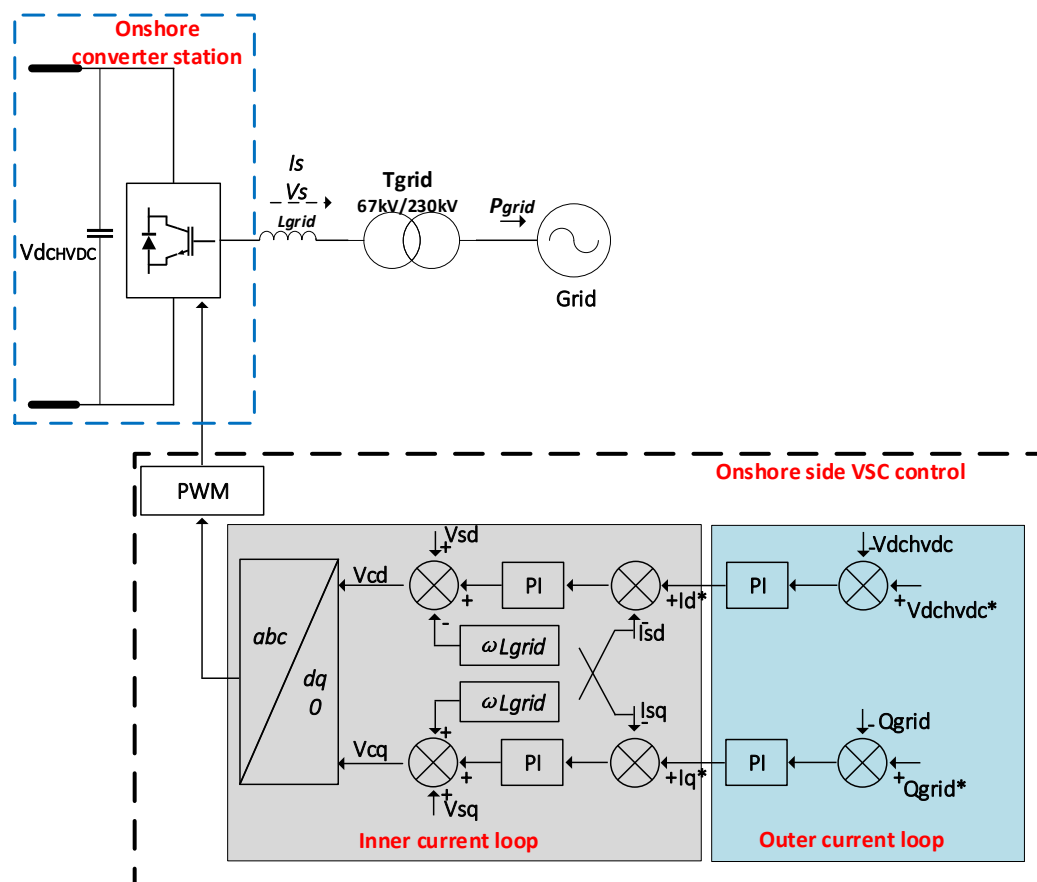 Onshore
converter station
Is
Vs
Lgrid
Tgrid
67kV/230kV
Pgrid
VdcHVDC
Grid
Onshore side VSC control
PWM
+
Vsd
-Vdchvdc
Vcd
PI
+Id*
PI
+
Vdchvdc*
+
-
-
Isd
abc
ωLgrid
dq
0
ωLgrid
Isq
-
-Qgrid
+
Vcq
PI
+Iq*
PI
+
Qgrid*
+
+
Vsq
Inner current loop
Outer current loop